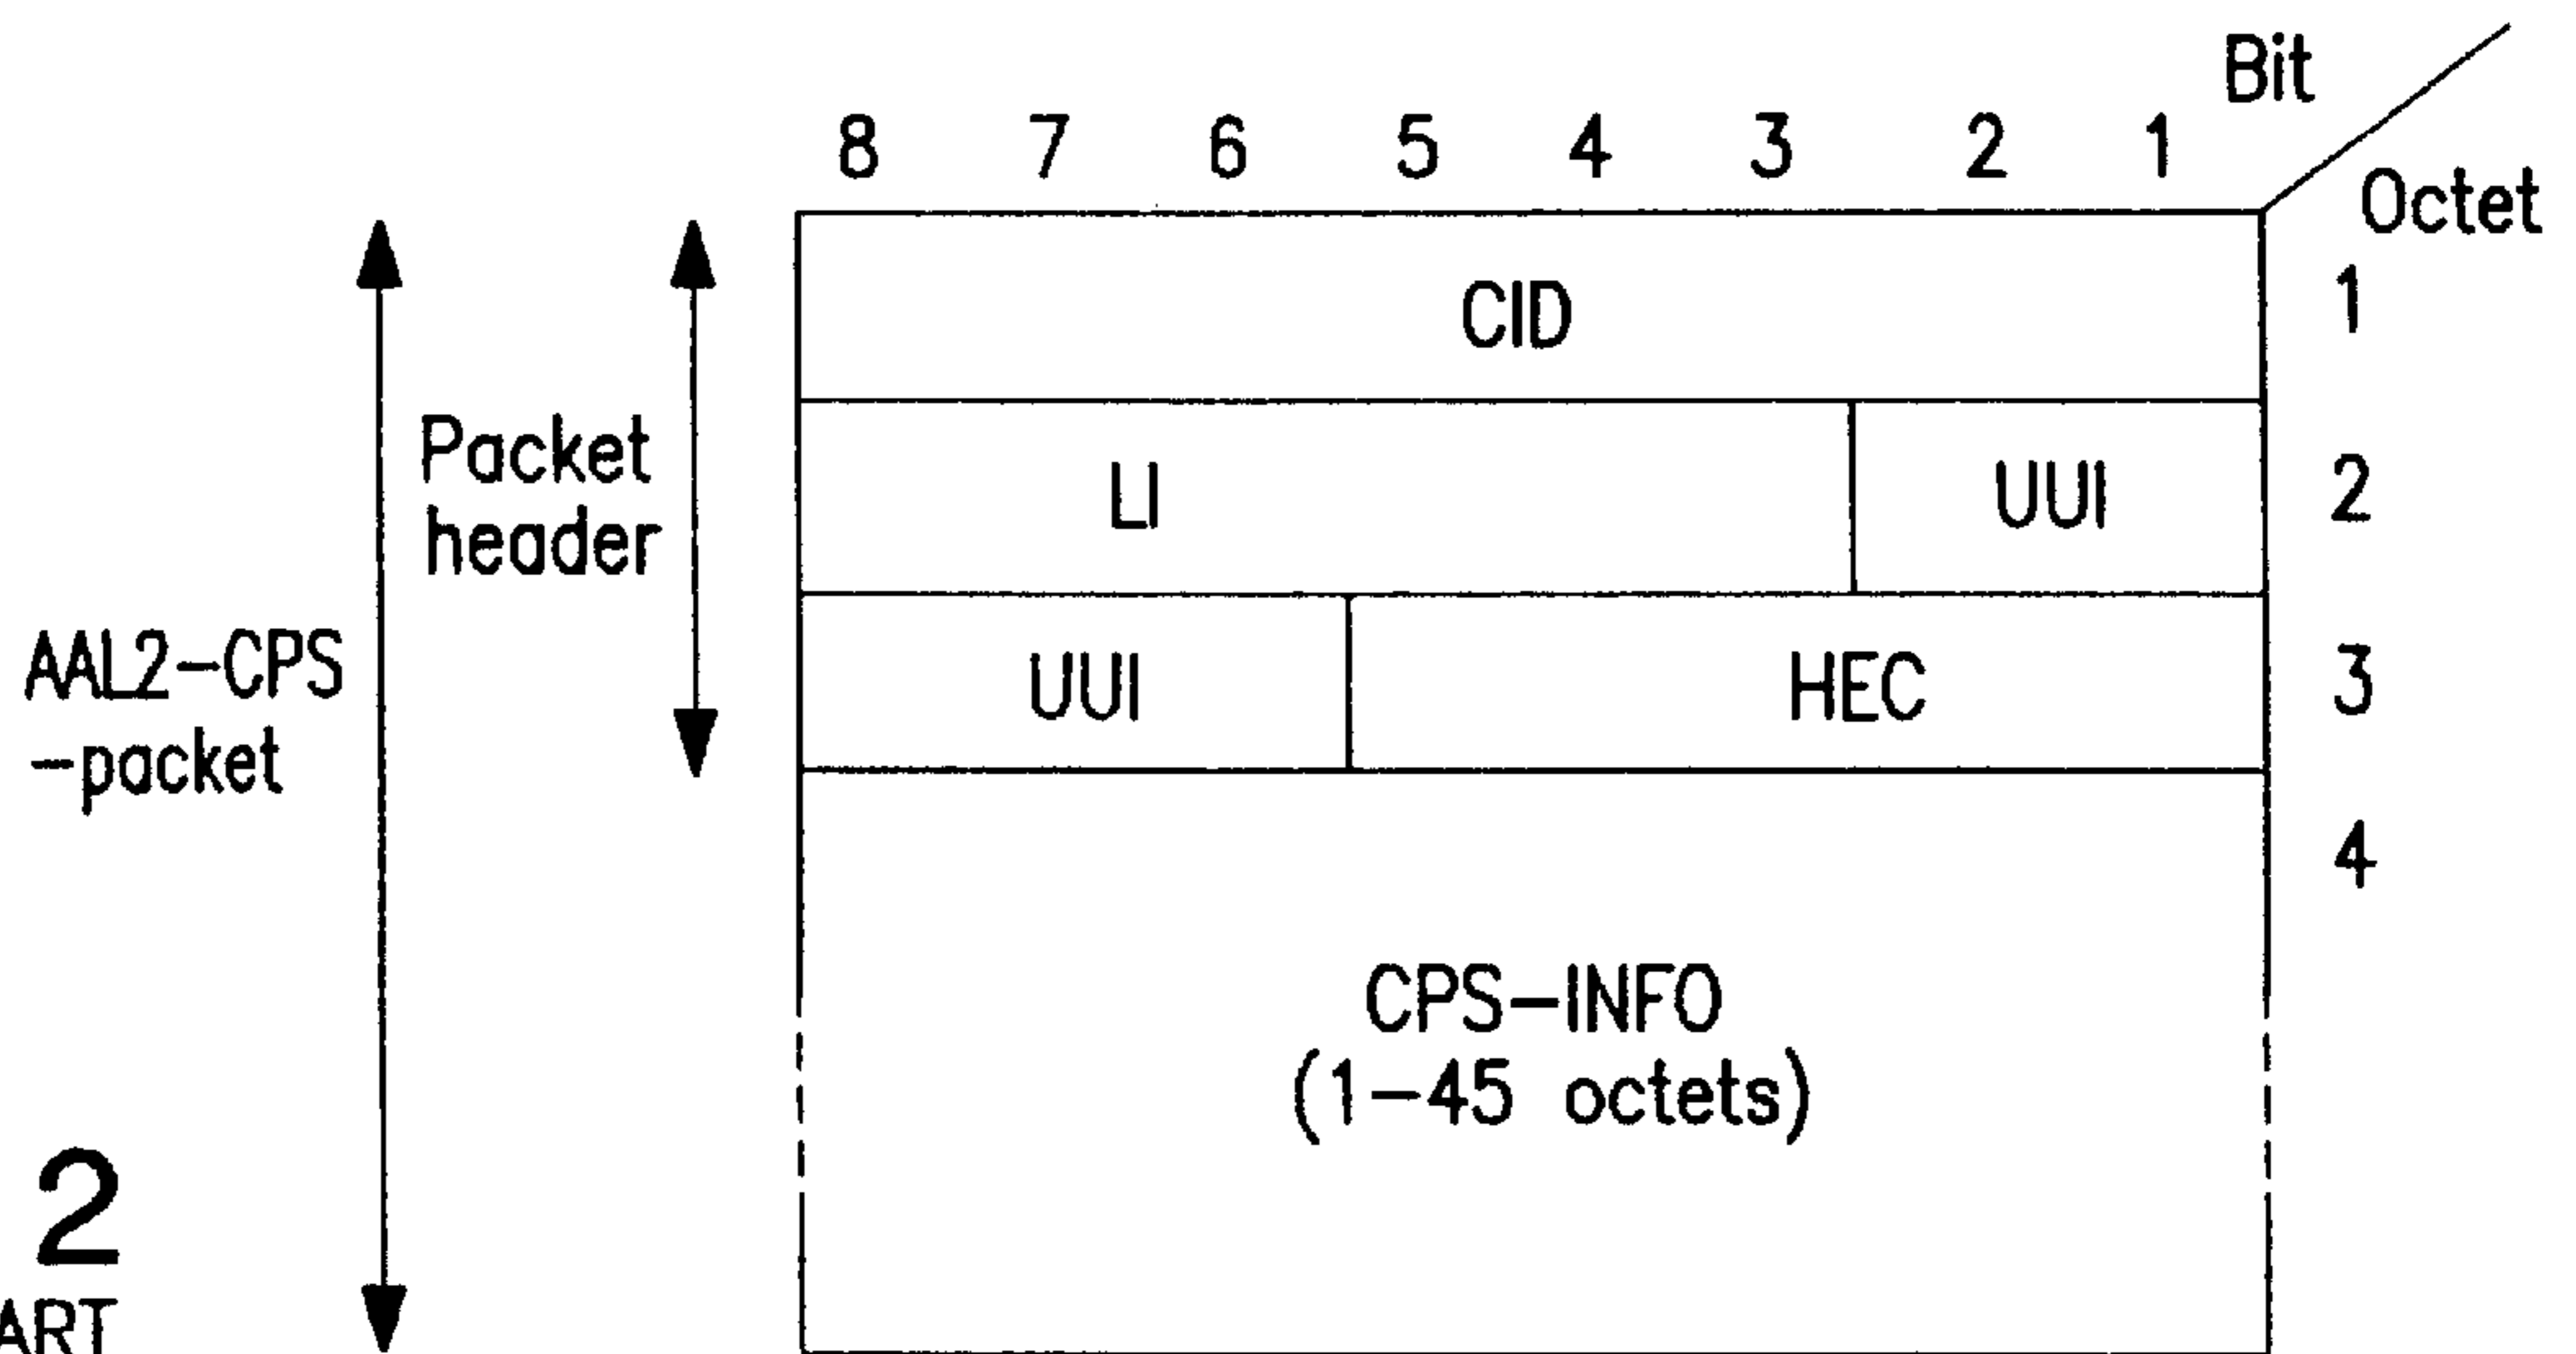 Bit
8 7 6 5 4 3 2 1
Octet
CID
1
Packet
header
LI
UUI
2
AAL2-CPS
-packet
UUI
HEC
3
4
CPS-INFO
(1-45 octets)
2
ART